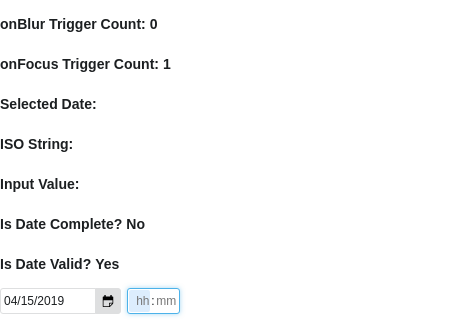 onBlur Trigger Count: 0
onFocus Trigger Count: 1
Selected Date:
ISO String:
Input Value:
Is Date Complete? No
Is Date Valid? Yes
04/15/2019 hh:mm